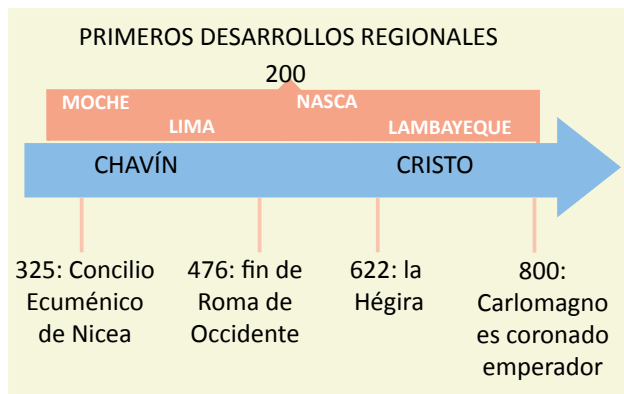 PRIMEROS DESARROLLOS REGIONALES
200
MOCHE
NASCA
LIMA
LAMBAYEQUE
CHAVÍN
CRISTO
325: Concilio
Ecuménico
de Nicea
476: fin de
Roma de
Occidente
622: la
Hégira
800:
Carlomagno
es coronado
emperador